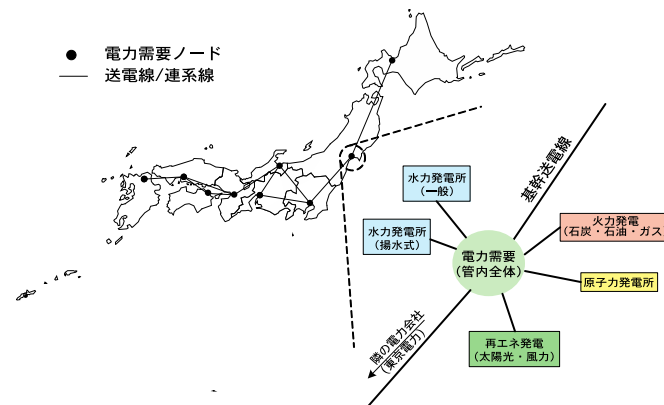 電力需要ノード
送電線/連系線
基幹送電線
水力発電所
(一般)
水力発電所
(揚水式)
火力発電
(石炭・石油・ガス
電力需要
(管内全体)
原子力発電所
再エネ発電
(太陽光・風力)
隣の電力会社
(東京電力)